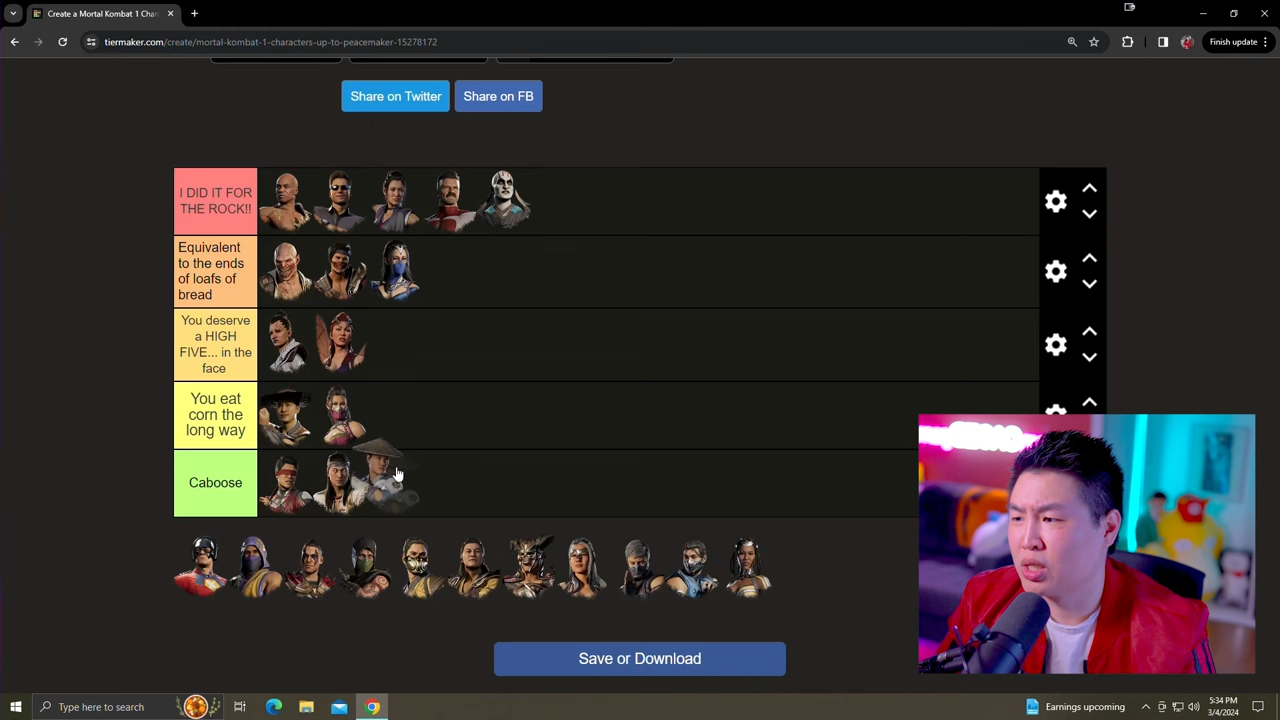 Create a Mortal Kombat 1 Char
tiermaker.com/create/mortal-kombat-1-characters-up-to-peacemaker-15278172
Finish update
Share on Twitter
Share on FB
I DID IT FOR
THE ROCK!!
Equivalent
to the ends
of loafs of
bread
You deserve
a HIGH
FIVE... in the
face
You eat
corn the
long way
Caboose
Save or Download
Type here to search
Earnings upcoming
5:34 PM
3/4/2024